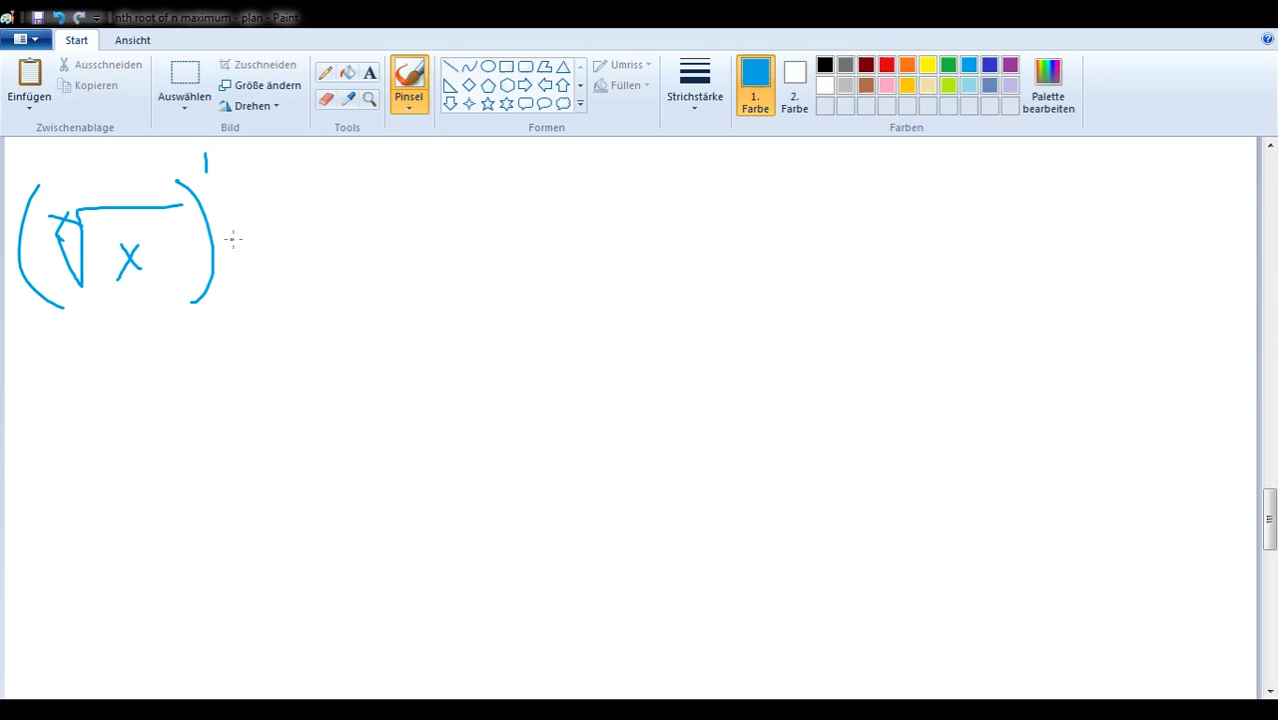 nth root of n maximum - plan - Paint
Start Ansicht
Einfügen
Ausschneiden
Kopieren
Zwischenablage
Auswählen
Zuschneiden
Größe ändern
Drehen
Bild
A
Tools
Pinsel
Formen
Umriss
Füllen
Strichstärke
1. Farbe
2. Farbe
Palette bearbeiten
Farben
(ˣ√x)'